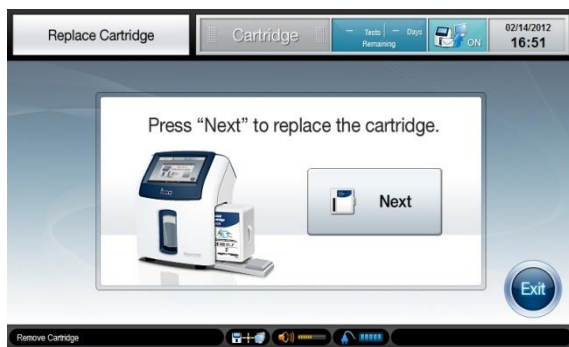 Replace Cartridge
Cartridge
– Tests – Days
Remaining
ON
02/14/2012
16:51
Press “Next” to replace the cartridge.
Next
Exit
Remove Cartridge